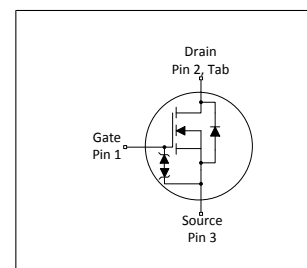 Drain
Pin 2, Tab
Gate
Pin 1
Source
Pin 3